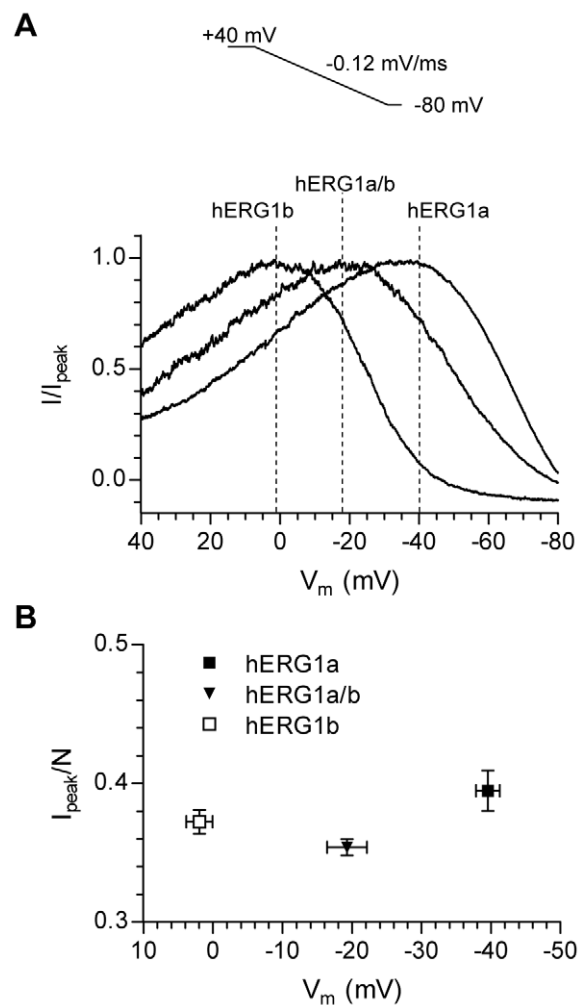 A
+40 mV
-0.12 mV/ms
-80 mV
hERG1a/b
hERG1b hERG1a
1.0
0.5
0.0
I/Ipeak
40 20 0 -20 -40 -60 -80
Vm (mV)
B
0.5
0.4
0.3
Ipeak/N
hERG1a
hERG1a/b
hERG1b
10 0 -10 -20 -30 -40 -50
Vm (mV)